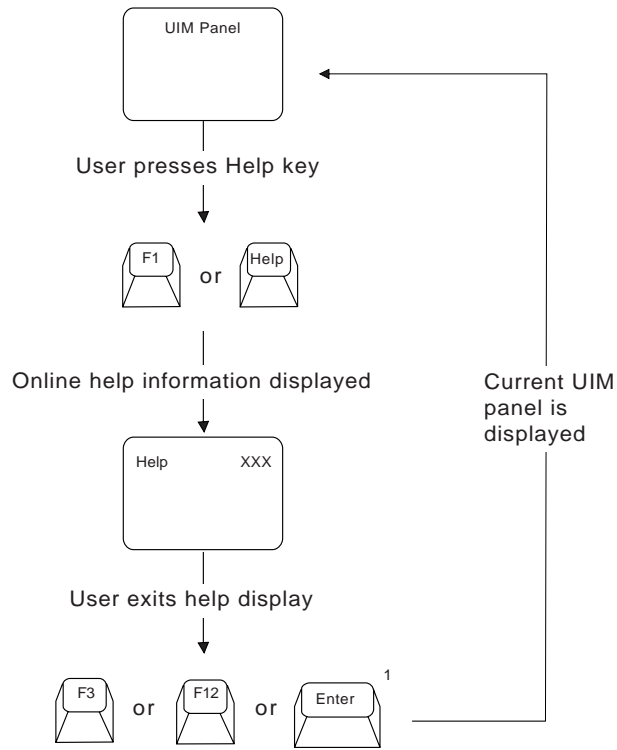 UIM Panel
User presses Help key
F1
or
Help
Online help information displayed
Help XXX
User exits help display
F3
or
F12
or
Enter
1
Current UIM
panel is
displayed